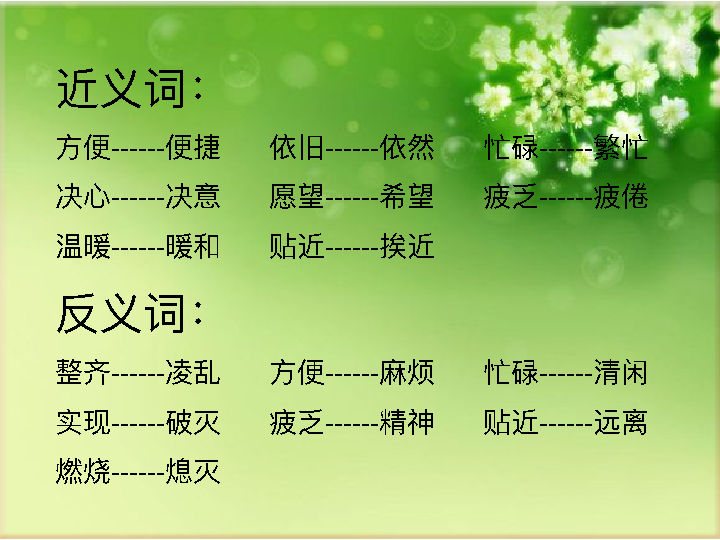 近义词：
方便------便捷 依旧------依然 忙碌------繁忙
决心------决意 愿望------希望 疲乏------疲倦
温暖------暖和 贴近------挨近
反义词：
整齐------凌乱 方便------麻烦 忙碌------清闲
实现------破灭 疲乏------精神 贴近------远离
燃烧------熄灭